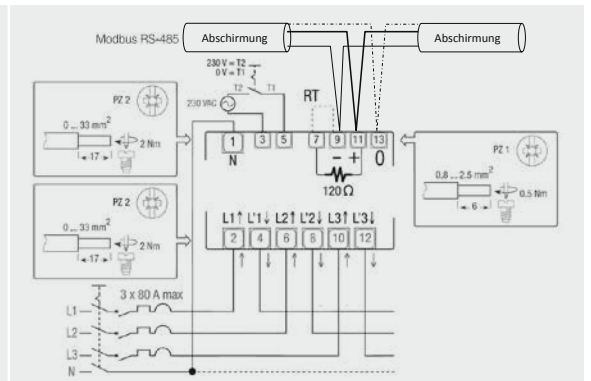 Modbus RS-485
Abschirmung
Abschirmung
230 V = T2
0 V = T1
T2 T1
230 VAC
RT
PZ 2
0 ... 33 mm²
17
2 Nm
1 3 5 7 9 11 13
N - + 0
120 Ω
PZ 1
0,8 ... 2,5 mm²
6
0.5 Nm
PZ 2
0 ... 33 mm²
17
2 Nm
L1↑ L'1↓ L2↑ L'2↓ L3↑ L'3↓
2 4 6 8 10 12
3 x 80 A max
L1
L2
L3
N